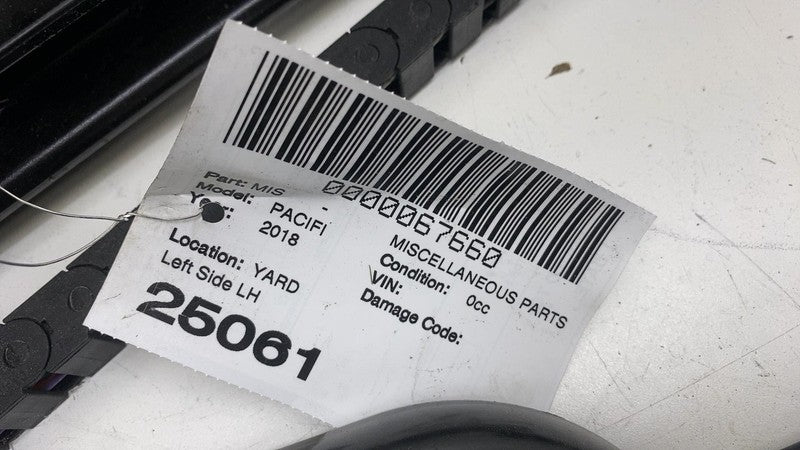 0000067660
Part: MIS - MISCELLANEOUS PARTS
Model: PACIFI Condition: 0cc
Year: 2018 VIN:
Location: YARD Damage Code:
Left Side LH
25061